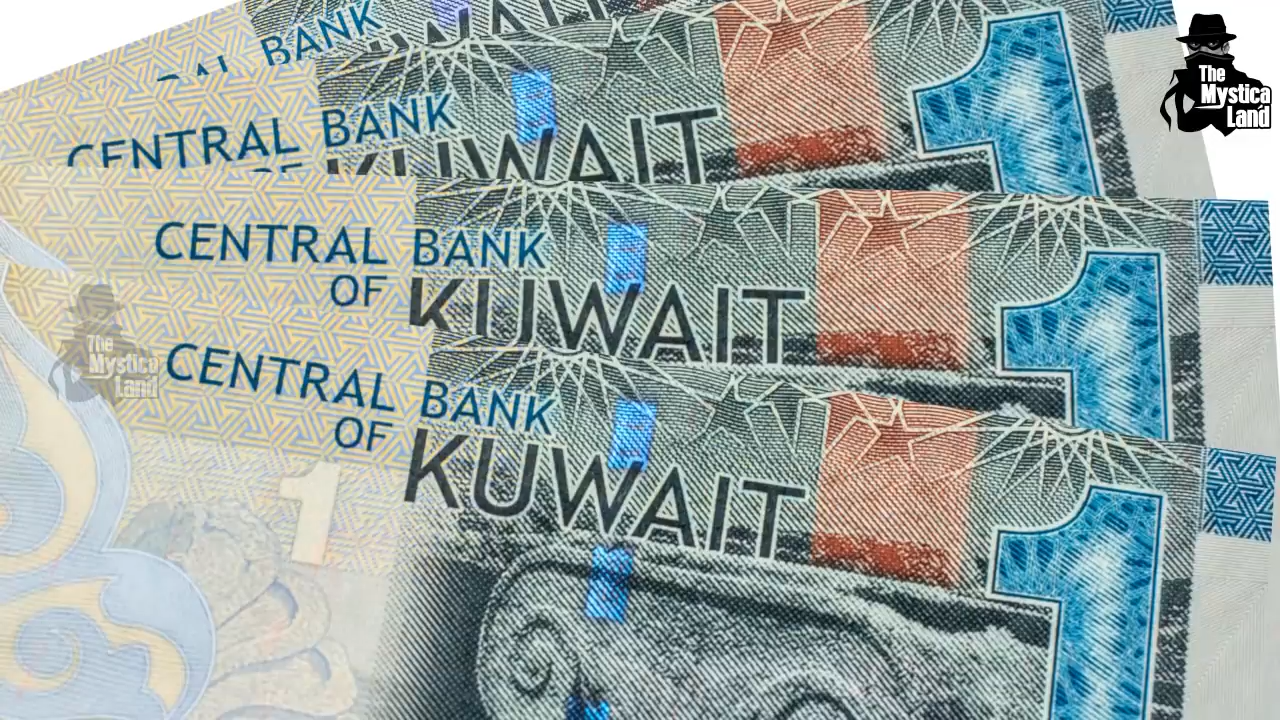 CENTRAL BANK
CENTRAL BANK
OF KUWAIT
1
The
Mystica
Land
CENTRAL BANK
OF KUWAIT
1
The
Mystica
Land
CENTRAL BANK
OF KUWAIT
1
1